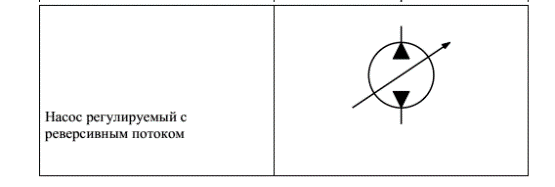 Насос регулируемый с
реверсивным потоком